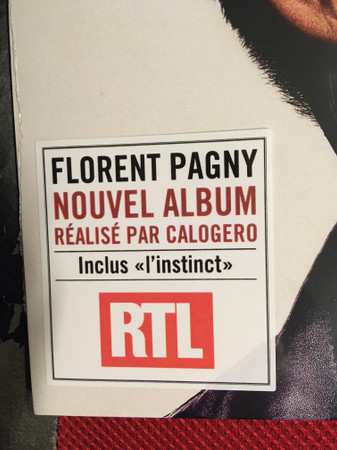 FLORENT PAGNY
NOUVEL ALBUM
RÉALISÉ PAR CALOGERO
Inclus «l'instinct»
RTL